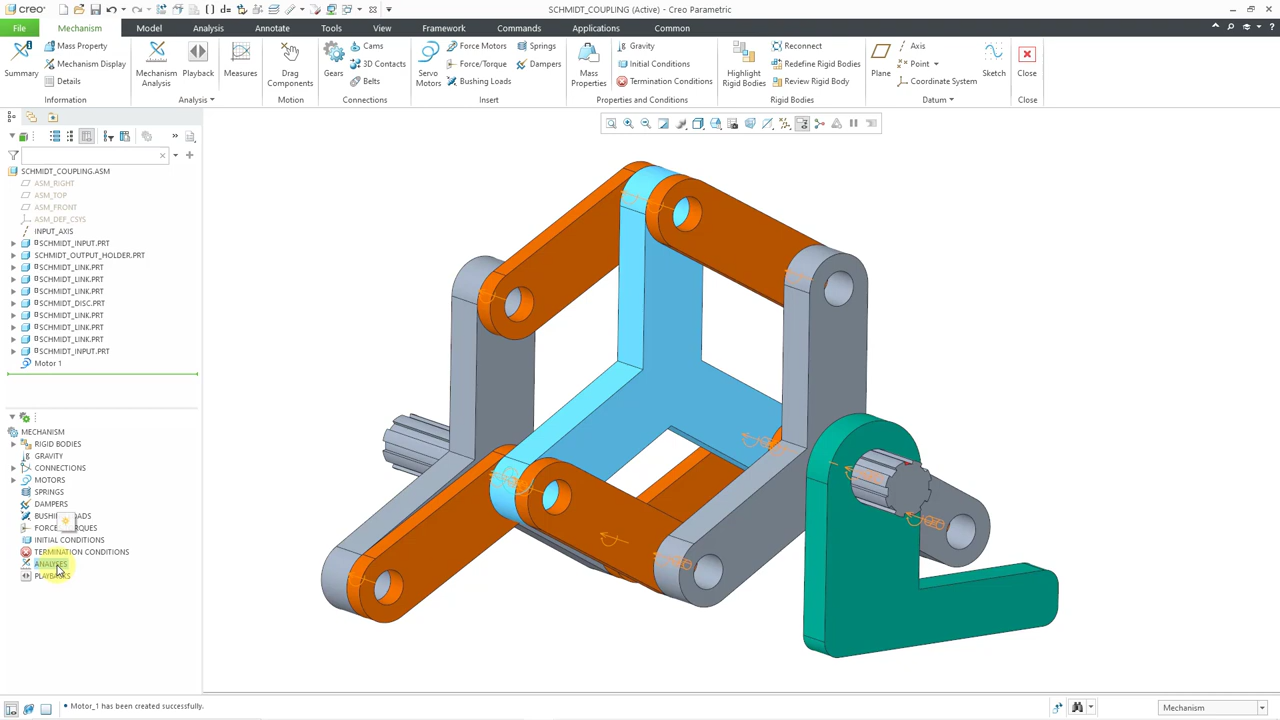 creo
SCHMIDT_COUPLING (Active) - Creo Parametric
File Mechanism Model Analysis Annotate Tools View Framework Commands Applications Common
Summary
Mass Property
Mechanism Display
Details
Information
Mechanism Analysis
Playback
Measures
Analysis
Drag Components
Motion
Gears
Cams
3D Contacts
Belts
Connections
Servo Motors
Force Motors
Force/Torque
Bushing Loads
Springs
Dampers
Insert
Mass Properties
Gravity
Initial Conditions
Termination Conditions
Properties and Conditions
Highlight Rigid Bodies
Reconnect
Redefine Rigid Bodies
Review Rigid Body
Rigid Bodies
Plane
Axis
Point
Coordinate System
Sketch
Datum
Close
Close
SCHMIDT_COUPLING.ASM
ASM_RIGHT
ASM_TOP
ASM_FRONT
ASM_DEF_CSYS
INPUT_AXIS
SCHMIDT_INPUT.PRT
SCHMIDT_OUTPUT_HOLDER.PRT
SCHMIDT_LINK.PRT
SCHMIDT_LINK.PRT
SCHMIDT_LINK.PRT
SCHMIDT_DISC.PRT
SCHMIDT_LINK.PRT
SCHMIDT_LINK.PRT
SCHMIDT_LINK.PRT
SCHMIDT_INPUT.PRT
Motor 1
MECHANISM
RIGID BODIES
GRAVITY
CONNECTIONS
MOTORS
SPRINGS
DAMPERS
INITIAL CONDITIONS
TERMINATION CONDITIONS
ANALYSES
• Motor_1 has been created successfully.
Mechanism